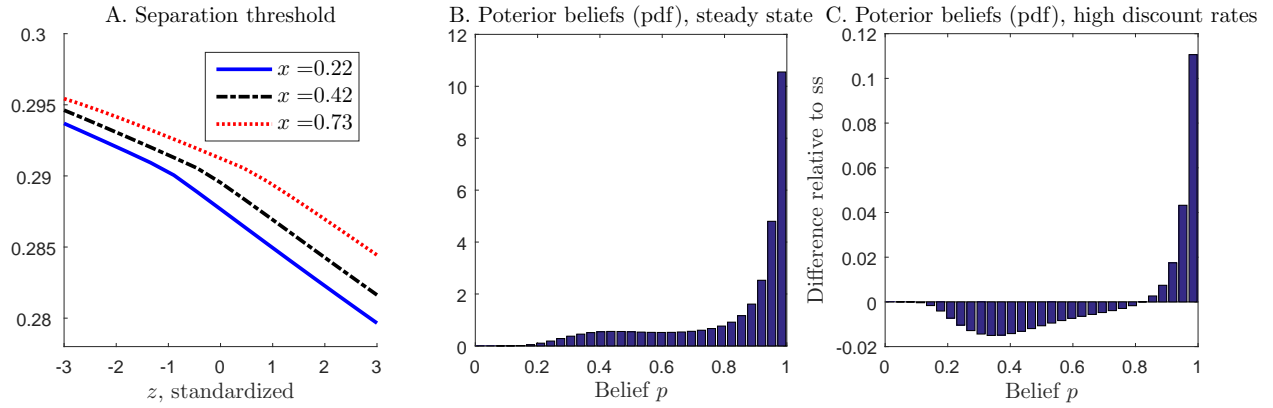 A. Separation threshold
0.3
0.295
0.29
0.285
0.28
-3 -2 -1 0 1 2 3
z, standardized
x =0.22
x =0.42
x =0.73
B. Poterior beliefs (pdf), steady state
12
10
8
6
4
2
0
0 0.2 0.4 0.6 0.8 1
Belief p
C. Poterior beliefs (pdf), high discount rates
Difference relative to ss
0.12
0.1
0.08
0.06
0.04
0.02
0
-0.02
0 0.2 0.4 0.6 0.8 1
Belief p